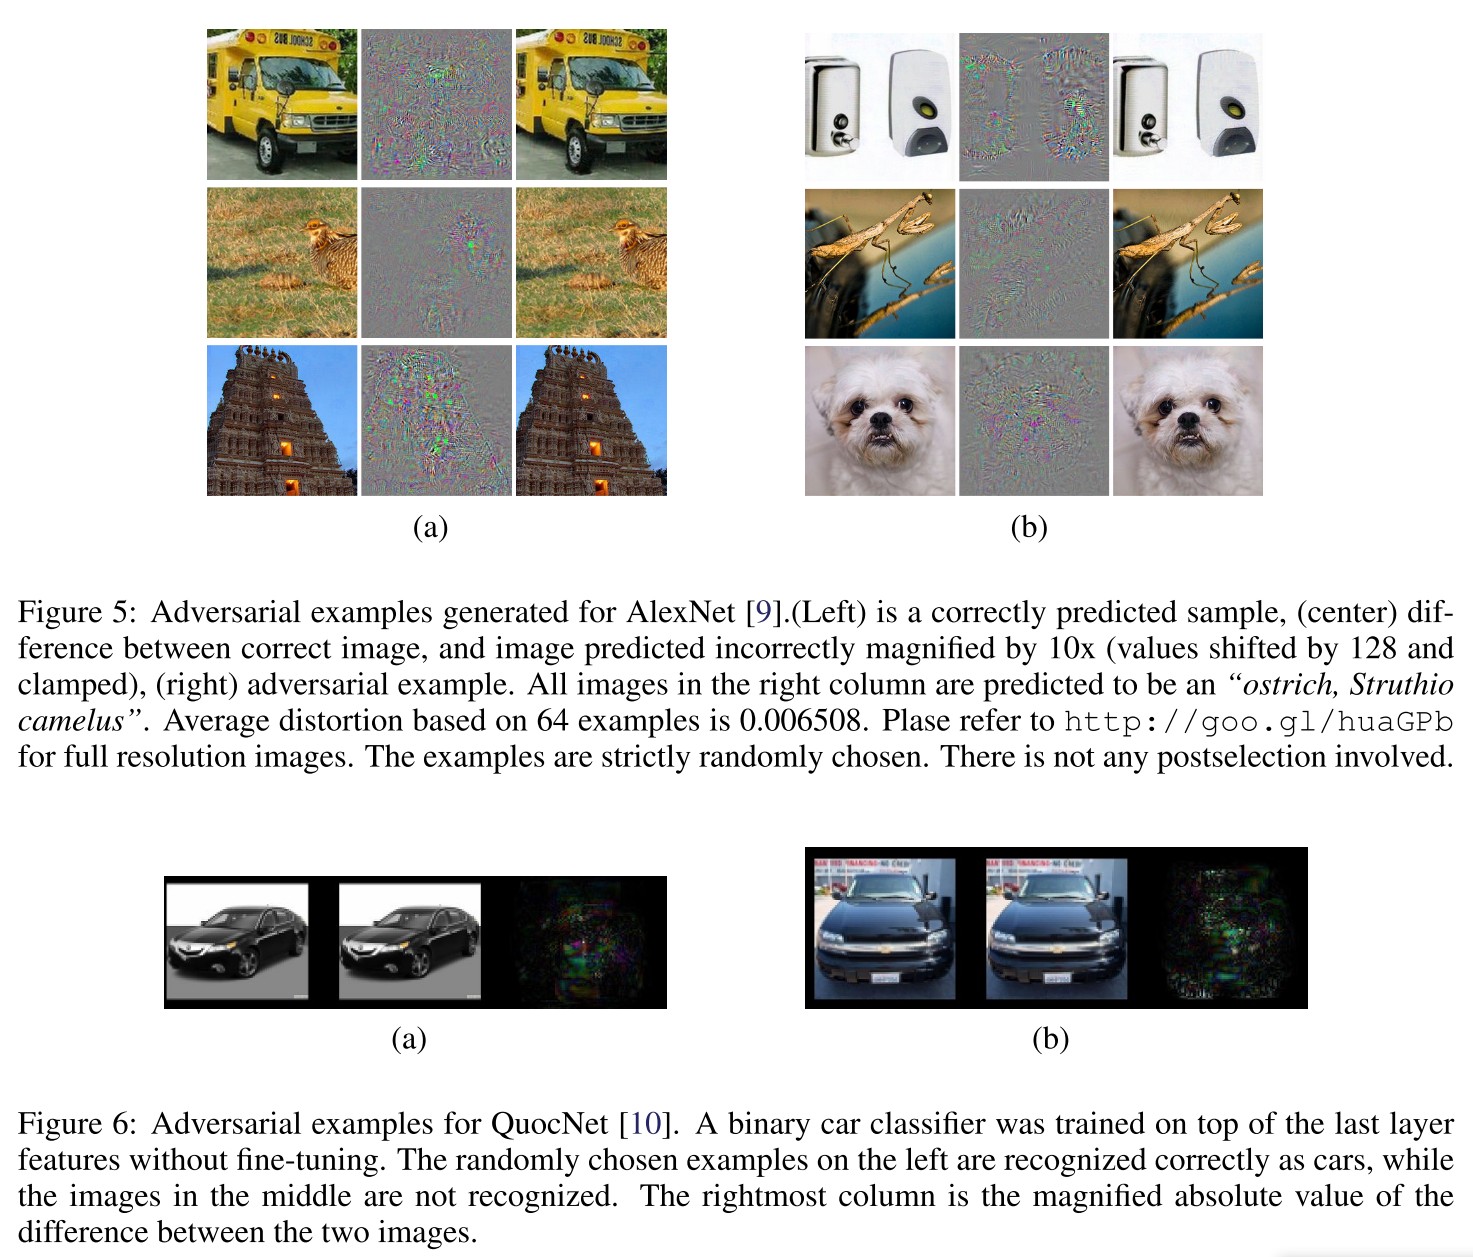 (a)
(b)
Figure 5: Adversarial examples generated for AlexNet [9].(Left) is a correctly predicted sample, (center) dif-
ference between correct image, and image predicted incorrectly magnified by 10x (values shifted by 128 and
clamped), (right) adversarial example. All images in the right column are predicted to be an “ostrich, Struthio
camelus”. Average distortion based on 64 examples is 0.006508. Plase refer to http://goo.gl/huaGPb
for full resolution images. The examples are strictly randomly chosen. There is not any postselection involved.
(a)
(b)
Figure 6: Adversarial examples for QuocNet [10]. A binary car classifier was trained on top of the last layer
features without fine-tuning. The randomly chosen examples on the left are recognized correctly as cars, while
the images in the middle are not recognized. The rightmost column is the magnified absolute value of the
difference between the two images.